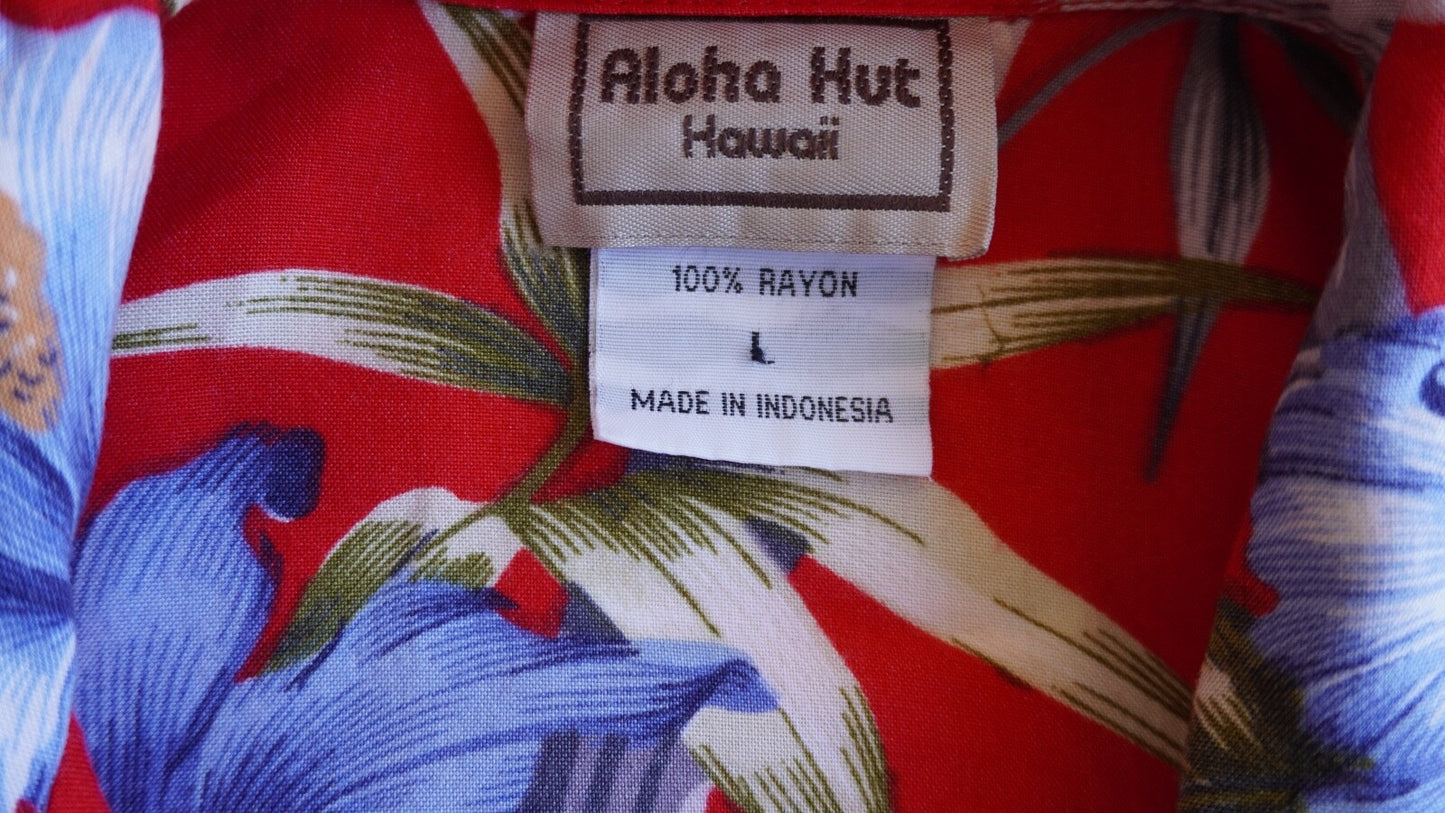 Aloha Hut
Hawaii
100% RAYON
L
MADE IN INDONESIA